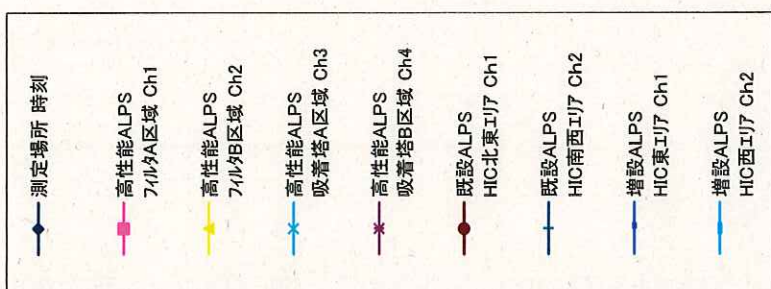 測定場所 時刻
高性能ALPS
フィルタA区域 Ch1
高性能ALPS
フィルタB区域 Ch2
高性能ALPS
吸着塔A区域 Ch3
高性能ALPS
吸着塔B区域 Ch4
既設ALPS
HIC北東エリア Ch1
既設ALPS
HIC南西エリア Ch2
増設ALPS
HIC東エリア Ch1
増設ALPS
HIC西エリア Ch2